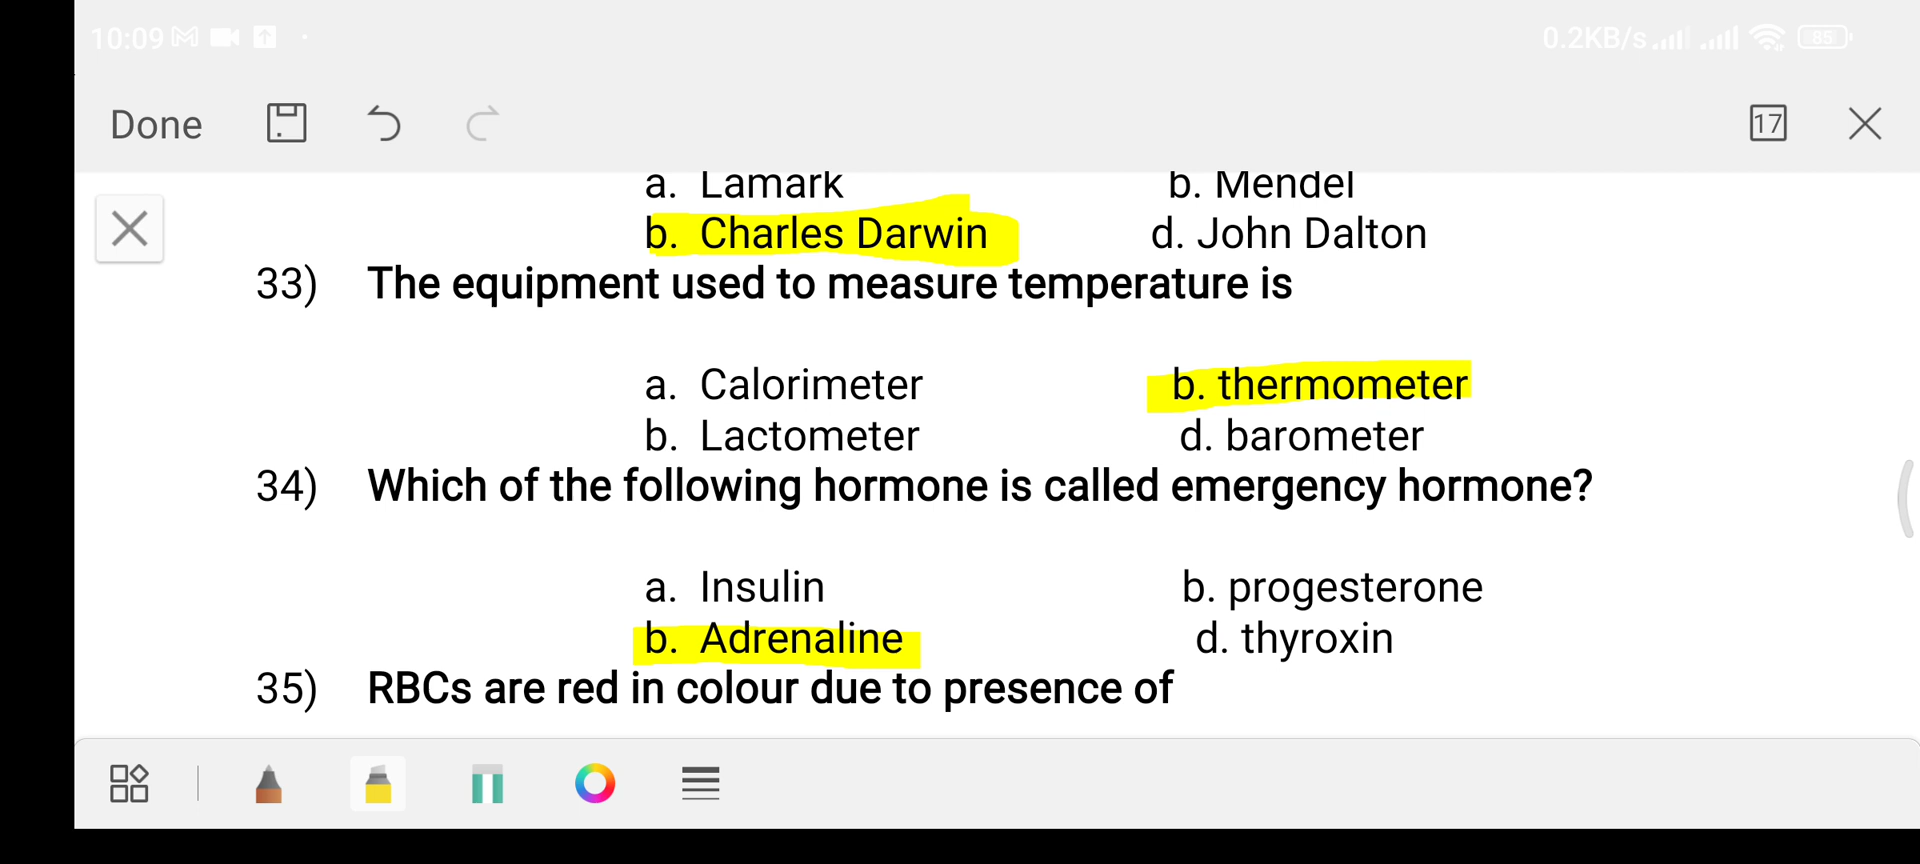 10:09
0.2KB/s 85
Done 17
a. Lamark b. Mendel
b. Charles Darwin d. John Dalton
33) The equipment used to measure temperature is
a. Calorimeter b. thermometer
b. Lactometer d. barometer
34) Which of the following hormone is called emergency hormone?
a. Insulin b. progesterone
b. Adrenaline d. thyroxin
35) RBCs are red in colour due to presence of